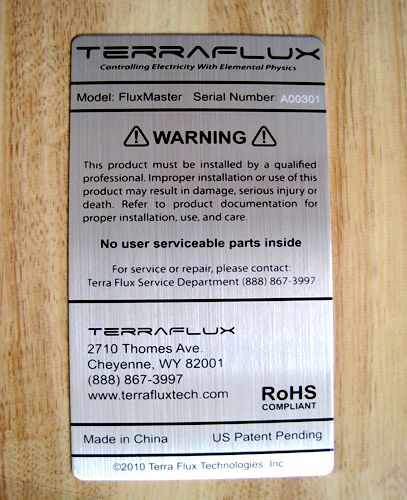 TERRAFLUX
Controlling Electricity With Elemental Physics
Model: FluxMaster Serial Number: A00301
WARNING
This product must be installed by a qualified
professional. Improper installation or use of this
product may result in damage, serious injury or
death. Refer to product documentation for
proper installation, use, and care.
No user serviceable parts inside
For service or repair, please contact:
Terra Flux Service Department (888) 867-3997
TERRAFLUX
2710 Thomes Ave.
Cheyenne, WY 82001
(888) 867-3997
www.terrafluxtech.com
RoHS
COMPLIANT
Made in China US Patent Pending
©2010 Terra Flux Technologies, Inc